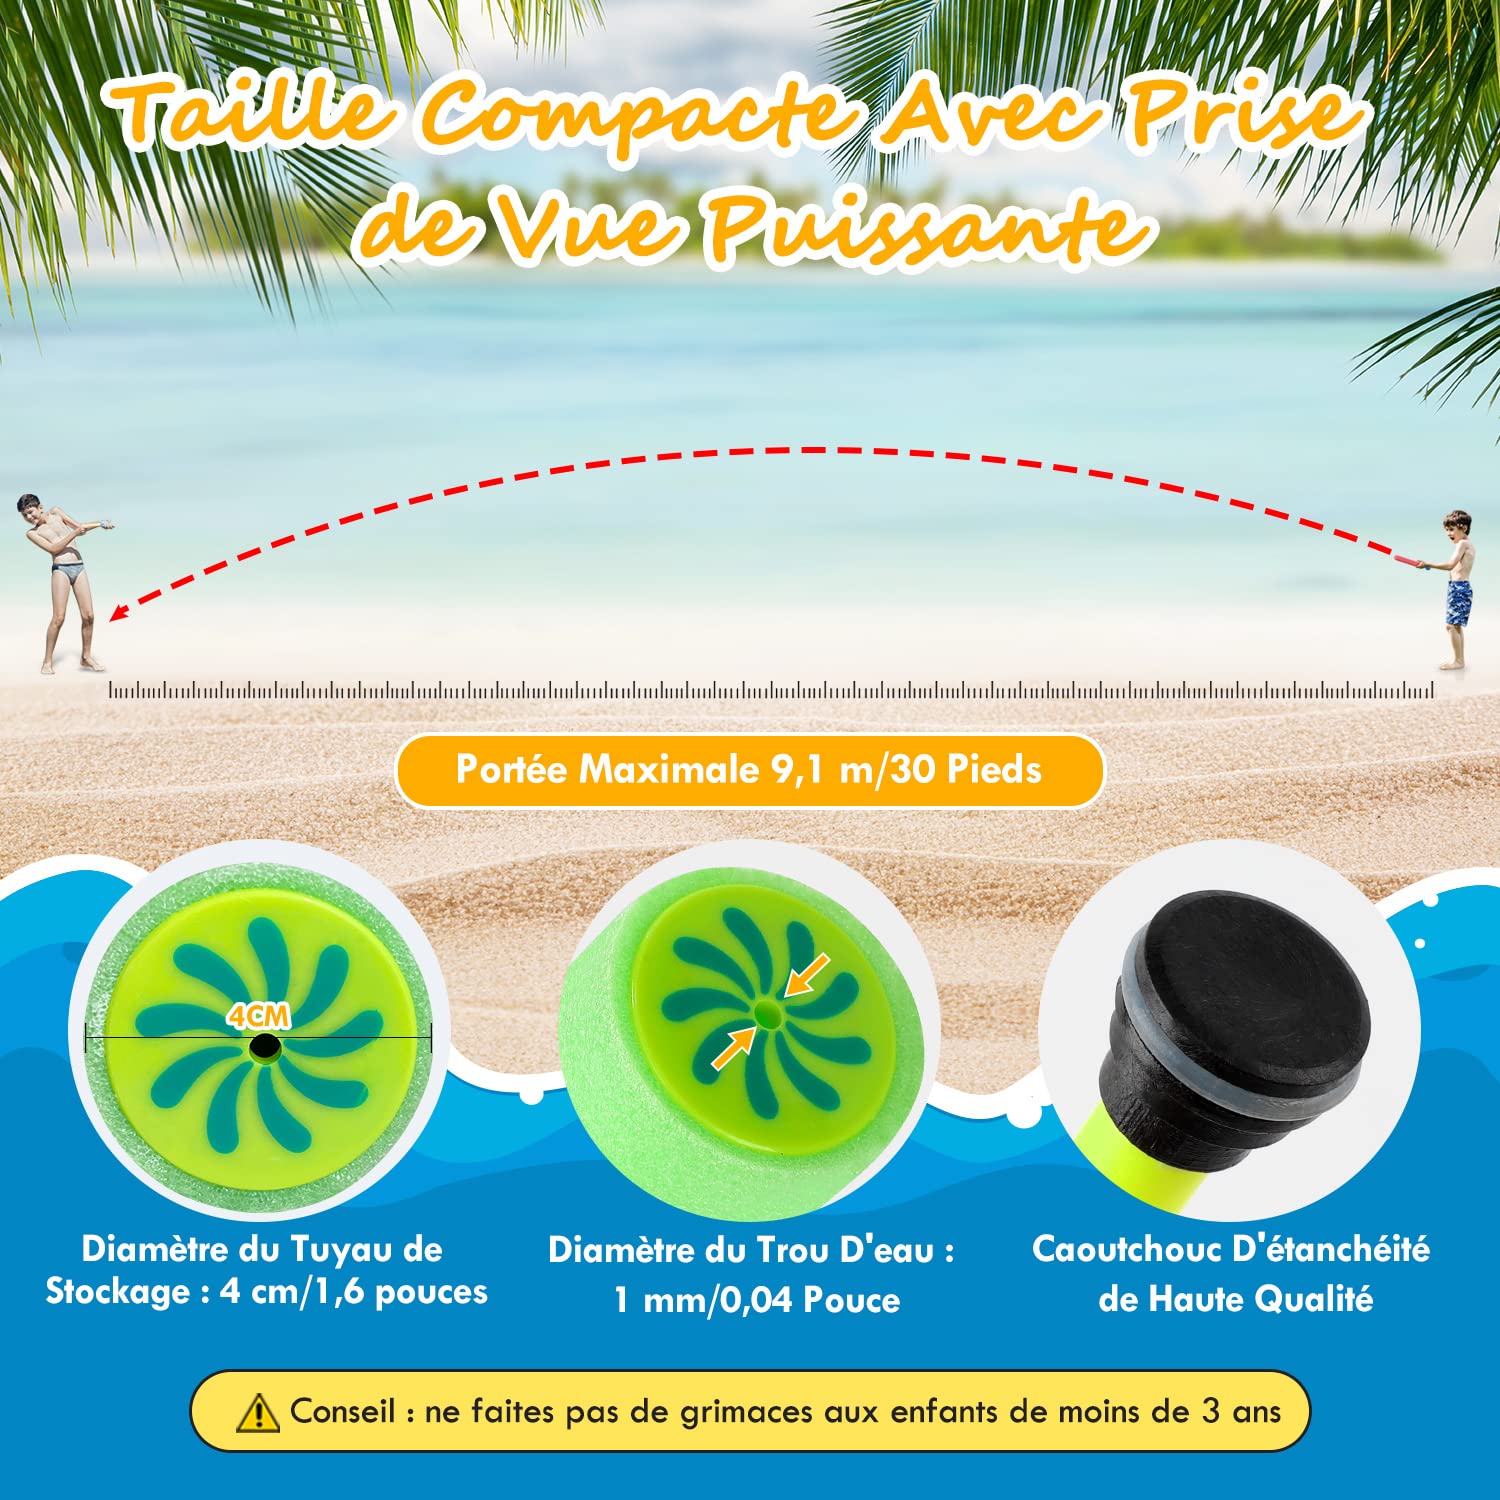 Taille Compacte Avec Prise
de Vue Puissante
Portée Maximale 9,1 m/30 Pieds
4CM
Diamètre du Tuyau de
Stockage : 4 cm/1,6 pouces
Diamètre du Trou D'eau :
1 mm/0,04 Pouce
Caoutchouc D'étanchéité
de Haute Qualité
Conseil : ne faites pas de grimaces aux enfants de moins de 3 ans